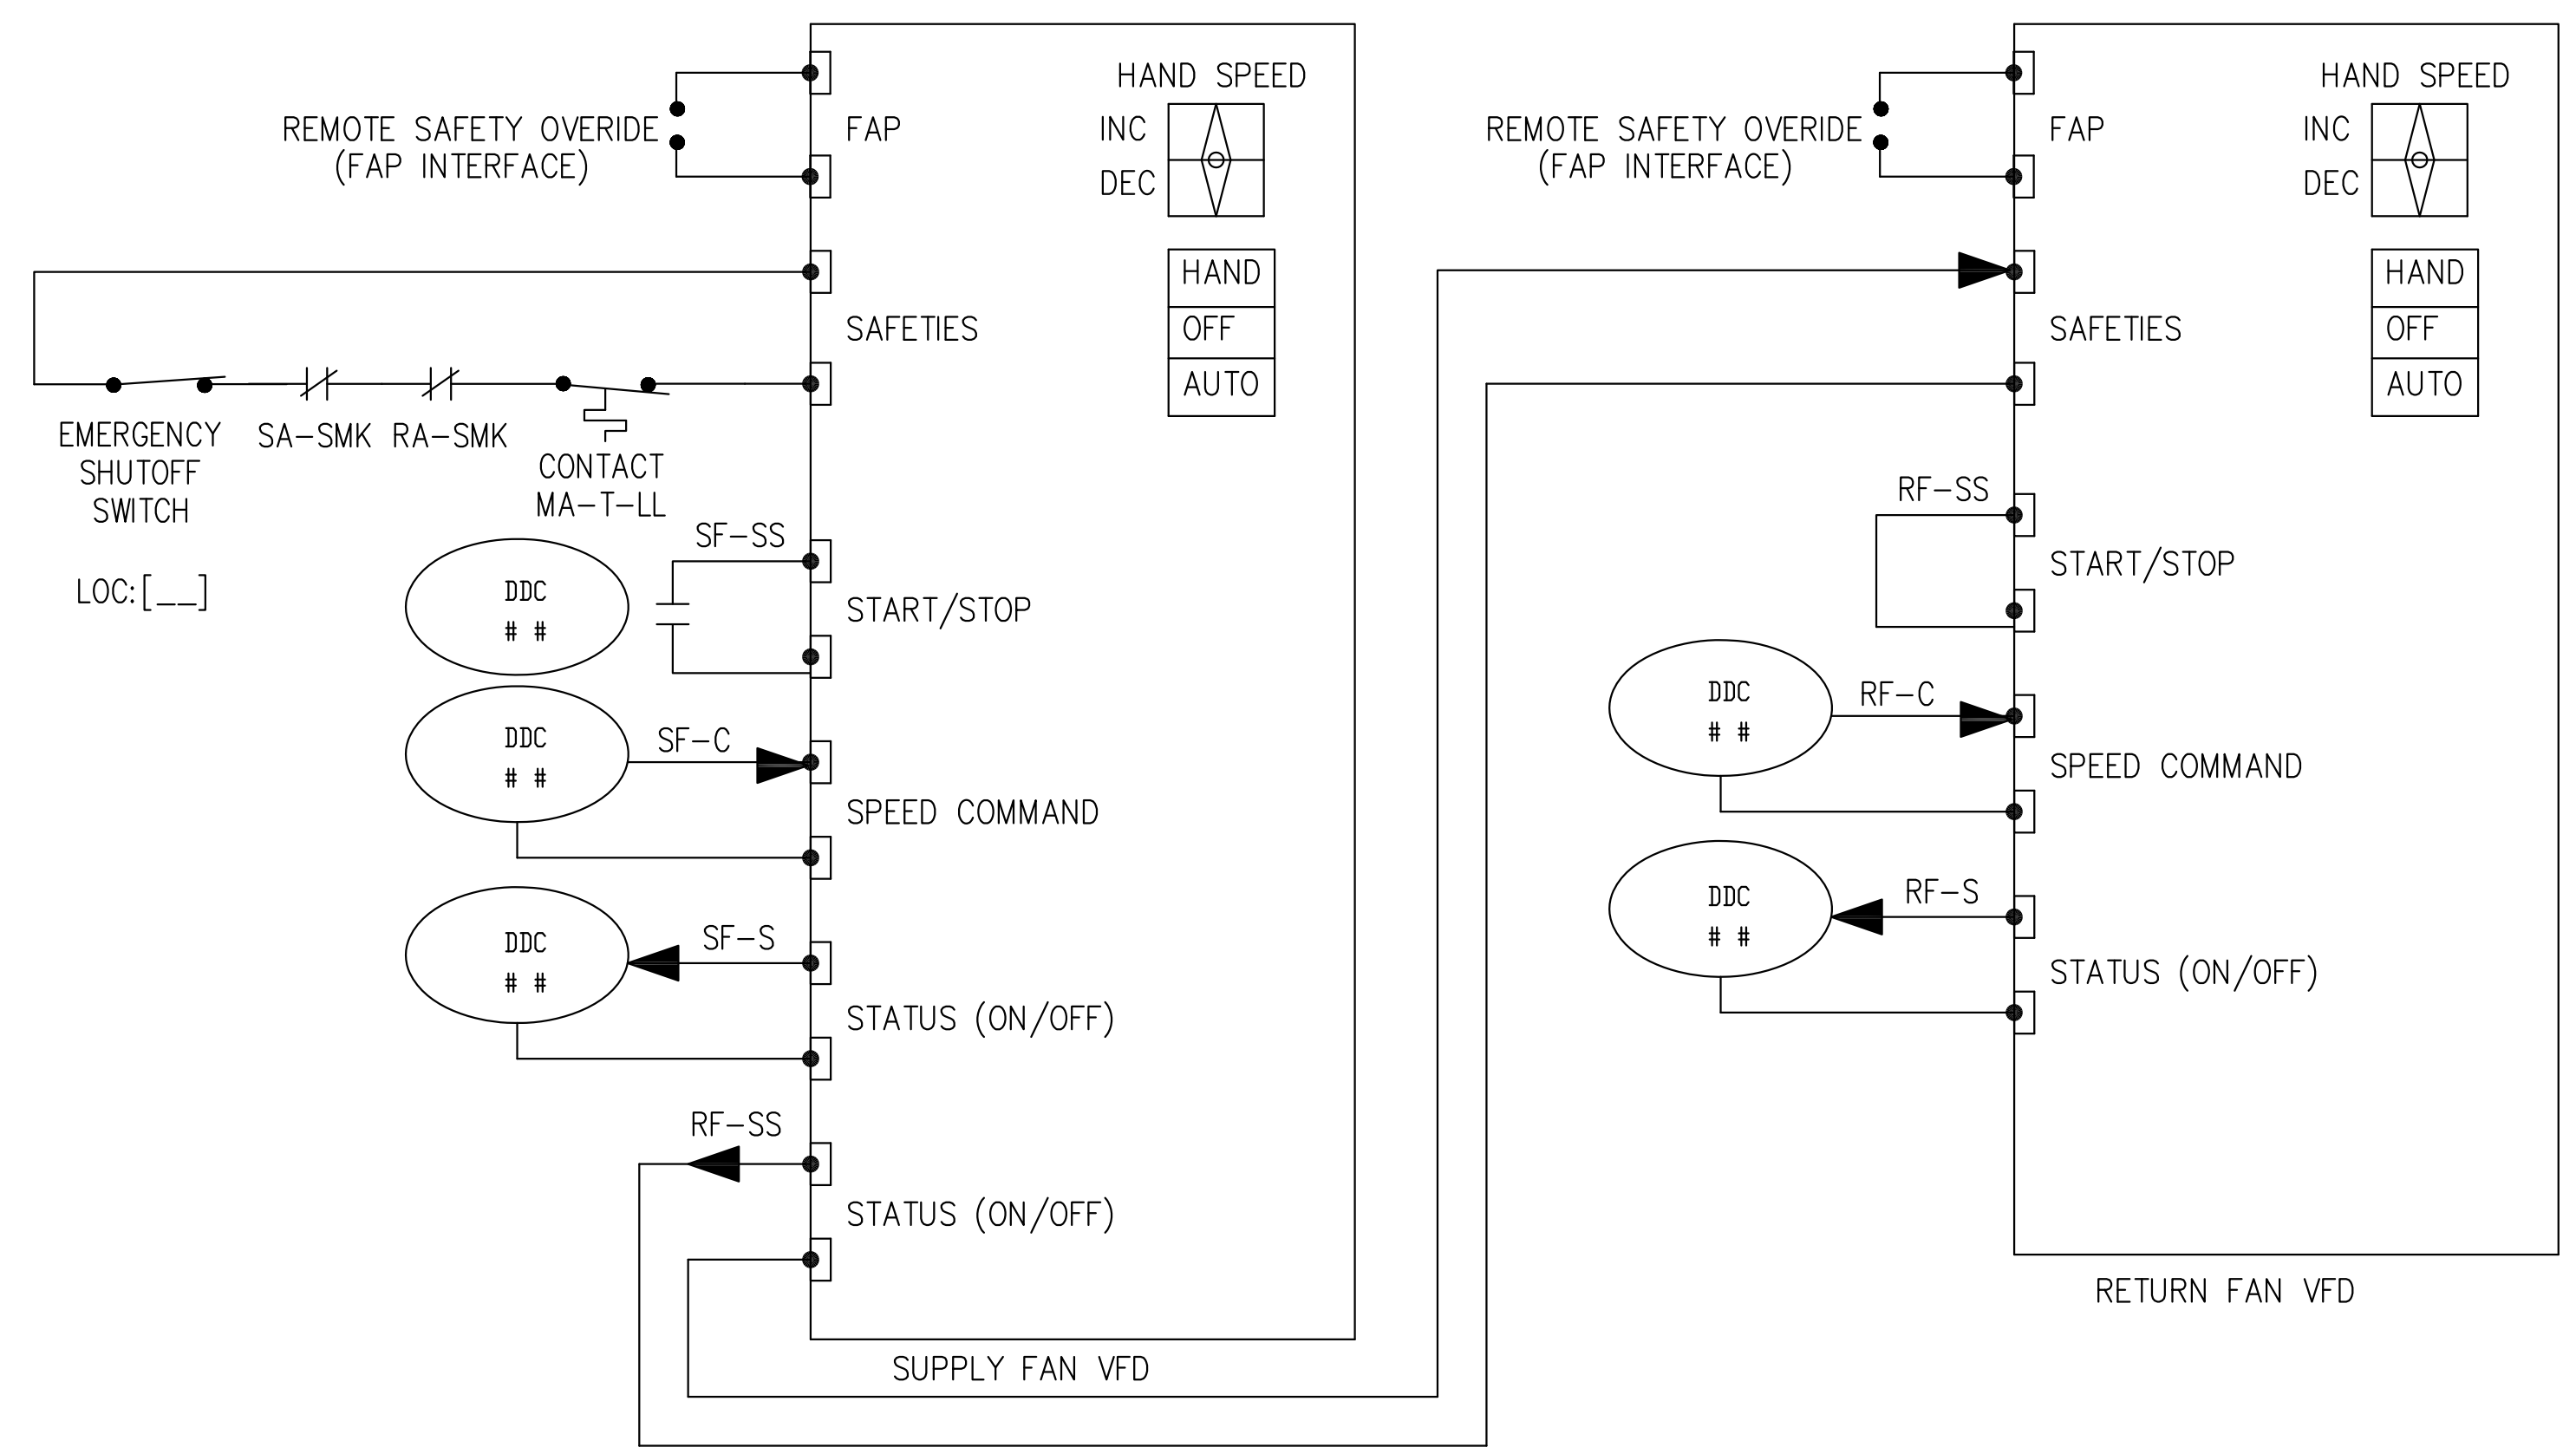 HAND SPEED
REMOTE SAFETY OVERIDE
(FAP INTERFACE)
FAP
INC
DEC
SAFETIES
HAND
OFF
AUTO
EMERGENCY
SHUTOFF
SWITCH
LOC:[__]
SA-SMK
RA-SMK
CONTACT
MA-T-LL
SF-SS
DDC
# #
START/STOP
DDC
# #
SF-C
SPEED COMMAND
DDC
# #
SF-S
STATUS (ON/OFF)
RF-SS
STATUS (ON/OFF)
SUPPLY FAN VFD
HAND SPEED
REMOTE SAFETY OVERIDE
(FAP INTERFACE)
FAP
INC
DEC
SAFETIES
HAND
OFF
AUTO
RF-SS
START/STOP
DDC
# #
RF-C
SPEED COMMAND
DDC
# #
RF-S
STATUS (ON/OFF)
RETURN FAN VFD